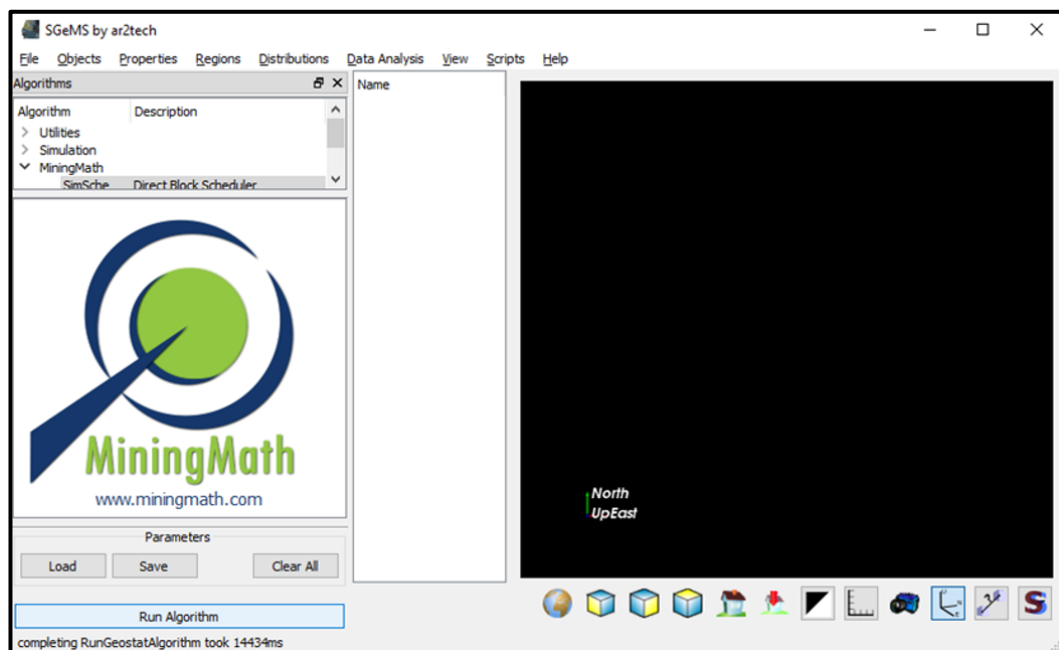 SGeMS by ar2tech
File Objects Properties Regions Distributions Data Analysis View Scripts Help
Algorithms
Name
Algorithm Description
Utilities
Simulation
MiningMath
SimSche Direct Block Scheduler
MiningMath
www.miningmath.com
North
UpEast
Parameters
Load Save Clear All
Run Algorithm
completing RunGeostatAlgorithm took 14434ms